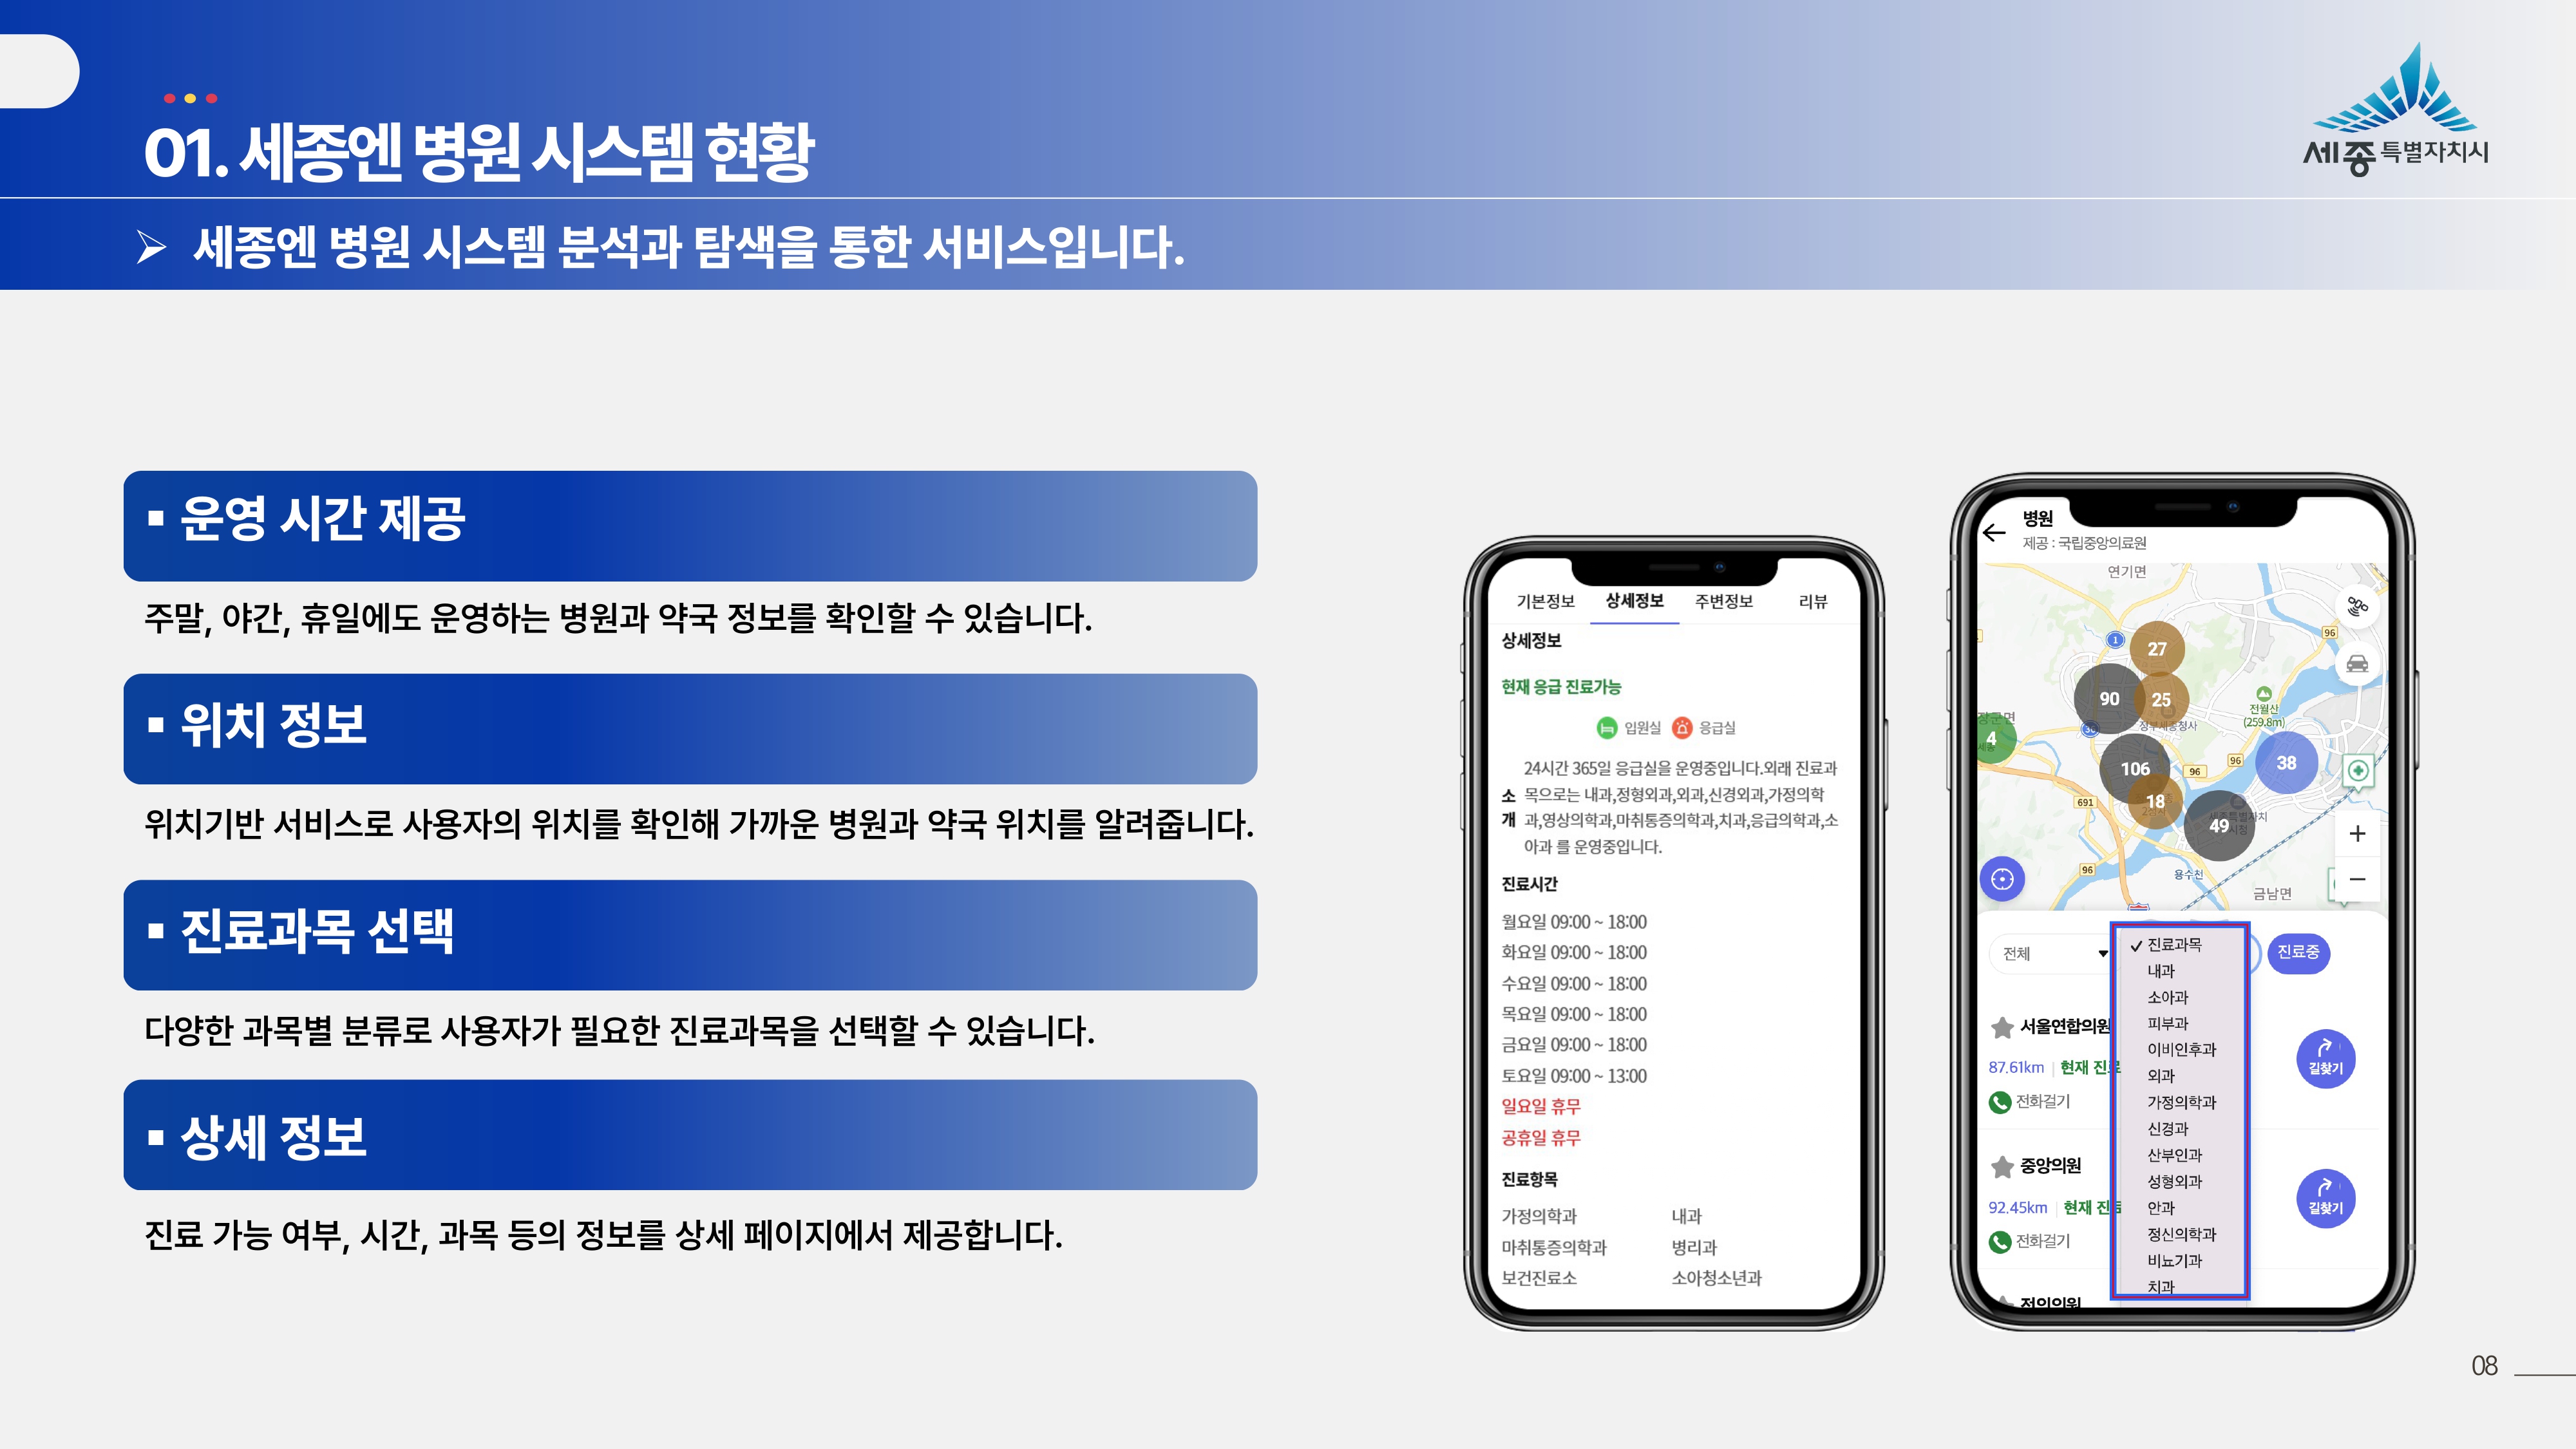 01. 세종엔 병원 시스템 현황
세종특별자치시
➢ 세종엔 병원 시스템 분석과 탐색을 통한 서비스입니다.
▪ 운영 시간 제공
주말, 야간, 휴일에도 운영하는 병원과 약국 정보를 확인할 수 있습니다.
▪ 위치 정보
위치기반 서비스로 사용자의 위치를 확인해 가까운 병원과 약국 위치를 알려줍니다.
▪ 진료과목 선택
다양한 과목별 분류로 사용자가 필요한 진료과목을 선택할 수 있습니다.
▪ 상세 정보
진료 가능 여부, 시간, 과목 등의 정보를 상세 페이지에서 제공합니다.
기본정보 상세정보 주변정보 리뷰
상세정보
현재 응급 진료가능
입원실 응급실
소개
24시간 365일 응급실을 운영중입니다.외래 진료과
목으로는 내과,정형외과,외과,신경외과,가정의학
과,영상의학과,마취통증의학과,치과,응급의학과,소
아과 를 운영중입니다.
진료시간
월요일 09:00 ~ 18:00
화요일 09:00 ~ 18:00
수요일 09:00 ~ 18:00
목요일 09:00 ~ 18:00
금요일 09:00 ~ 18:00
토요일 09:00 ~ 13:00
일요일 휴무
공휴일 휴무
진료항목
가정의학과 내과
마취통증의학과 병리과
보건진료소 소아청소년과
병원
제공 : 국립중앙의료원
연기면
96
1
27
90
25
전월산
(259.8m)
4
106
96
96
38
18
691
49
96
용수천
금남면
전체
진료중
✓ 진료과목
내과
소아과
피부과
이비인후과
외과
가정의학과
신경과
산부인과
성형외과
안과
정신의학과
비뇨기과
치과
서울연합의원
87.61km 현재 진료
전화걸기
길찾기
중앙의원
92.45km 현재 진료
전화걸기
길찾기
08